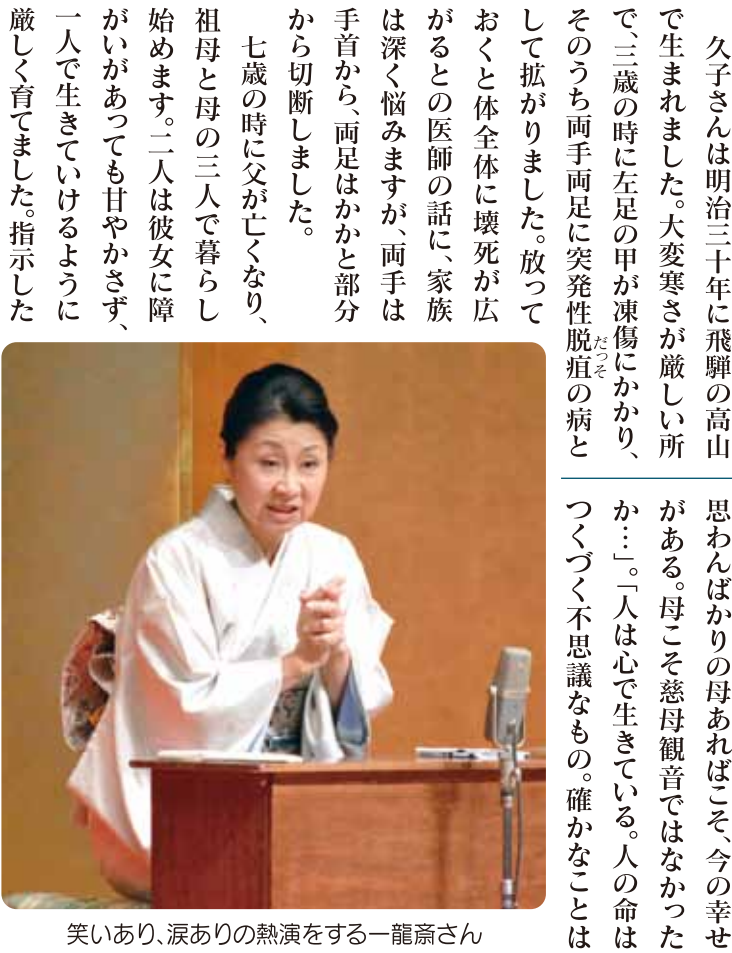 久子さんは明治三十年に飛騨の高山
で生まれました。大変寒さが厳しい所
で、三歳の時に左足の甲が凍傷にかかり、
そのうち両手両足に突発性脱疽の病と
だっそ
して拡がりました。放って
おくと体全体に壊死が広
がるとの医師の話に、家族
は深く悩みますが、両手は
手首から、両足はかかと部分
から切断しました。
七歳の時に父が亡くなり、
祖母と母の三人で暮らし
始めます。二人は彼女に障
がいがあっても甘やかさず、
一人で生きていけるように
厳しく育てました。指示した
思わんばかりの母あればこそ、今の幸せ
がある。母こそ慈母観音ではなかった
か…」。「人は心で生きている。人の命は
つくづく不思議なもの。確かなことは
笑いあり、涙ありの熱演をする一龍斎さん